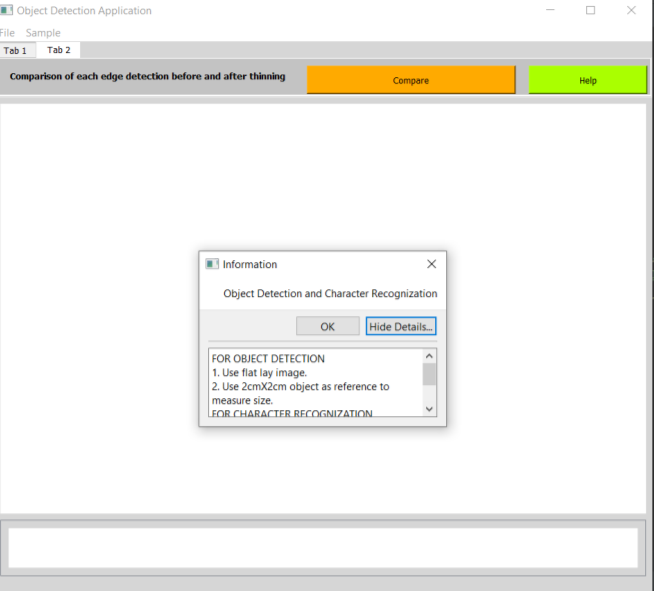 Object Detection Application
File Sample
Tab 1 Tab 2
Comparison of each edge detection before and after thinning Compare Help
Information
Object Detection and Character Recognization
OK Hide Details...
FOR OBJECT DETECTION
1. Use flat lay image.
2. Use 2cmX2cm object as reference to
measure size.
FOR CHARACTER RECOGNIZATION